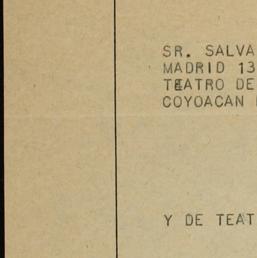 SR. SALVA
MADRID 13
TEATRO DE
COYOACAN
Y DE TEAT